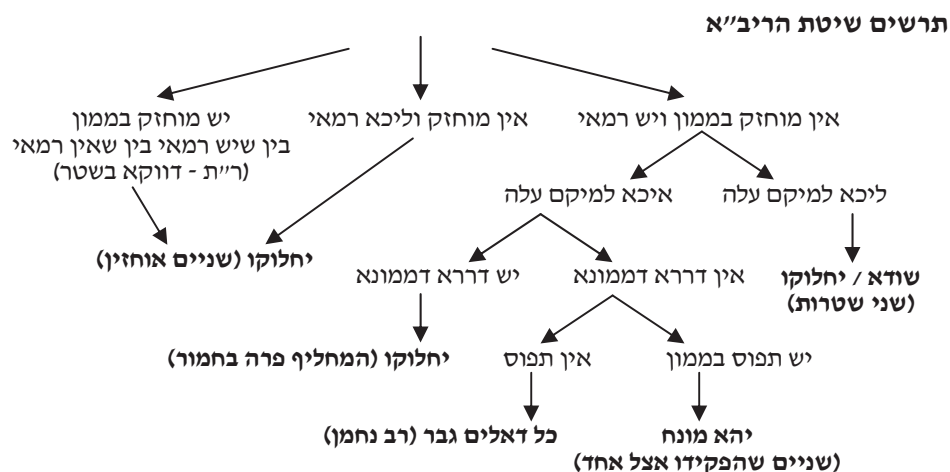 תרשים שיטת הריב״א
אין מוחזק בממון ויש רמאי
אין מוחזק וליכא רמאי
יש מוחזק בממון
בין שיש רמאי בין שאין רמאי
(ר״ת - דווקא בשטר)
ליכא למיקם עלה
איכא למיקם עלה
יחלוקו (שניים אוחזין)
שודא / יחלוקו
(שני שטרות)
אין דררא דממונא
יש דררא דממונא
יש תפוס בממון
אין תפוס
יחלוקו (המחליף פרה בחמור)
יהא מונח
(שניים שהפקידו אצל אחד)
כל דאלים גבר (רב נחמן)